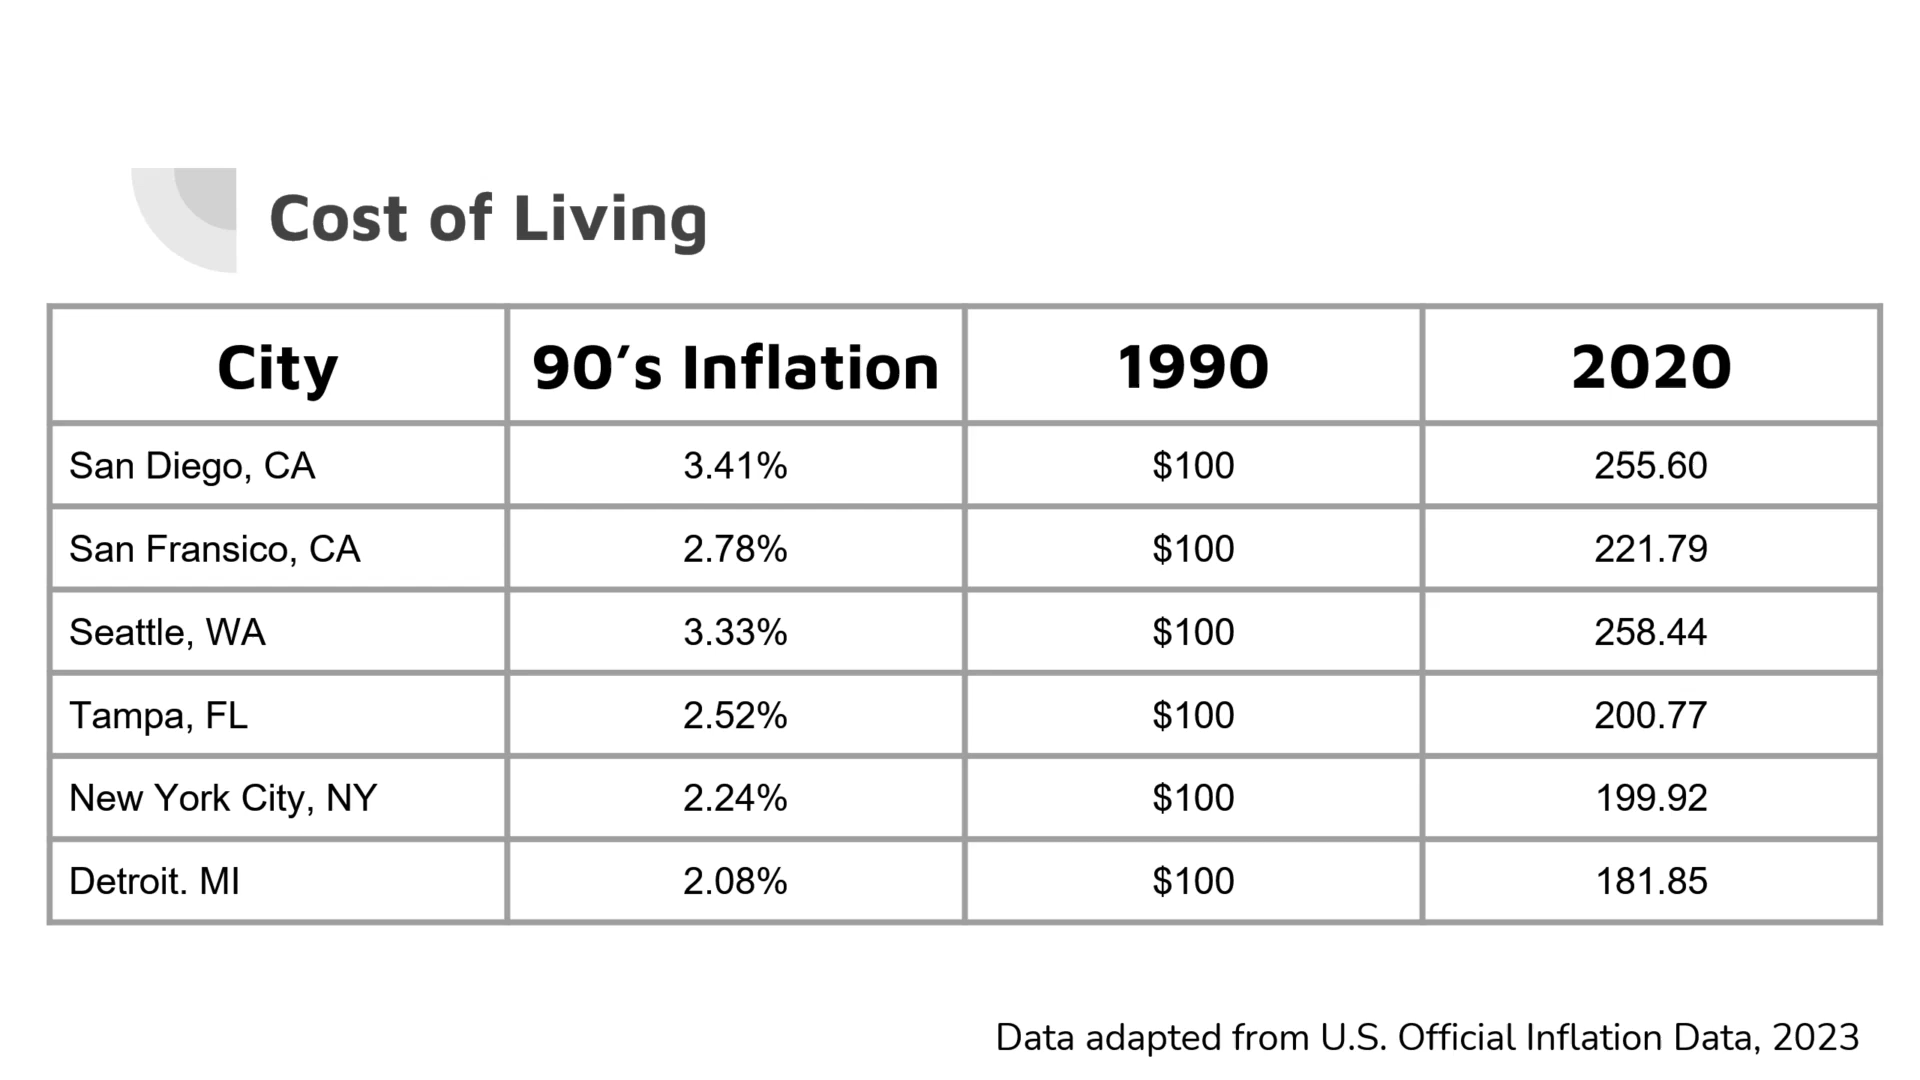 Cost of Living
City 90’s Inflation 1990 2020
San Diego, CA 3.41% $100 255.60
San Fransico, CA 2.78% $100 221.79
Seattle, WA 3.33% $100 258.44
Tampa, FL 2.52% $100 200.77
New York City, NY 2.24% $100 199.92
Detroit. MI 2.08% $100 181.85
Data adapted from U.S. Official Inflation Data, 2023